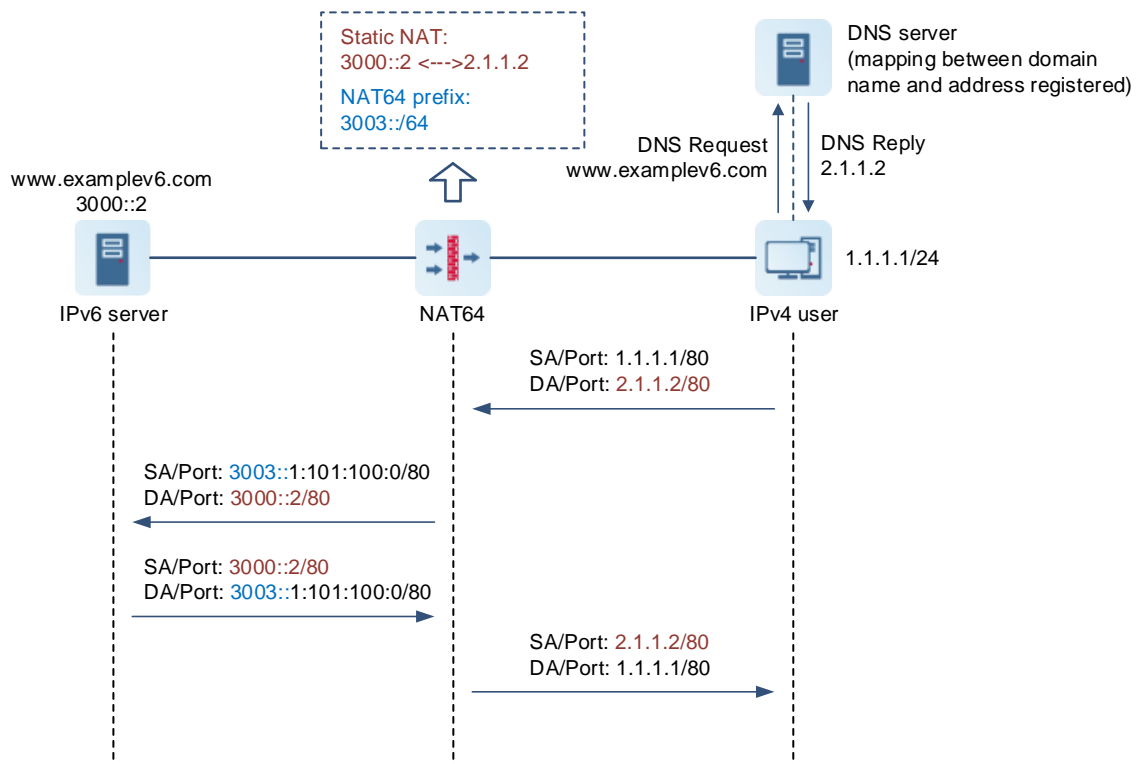 Static NAT:
3000::2 <--->2.1.1.2
NAT64 prefix:
3003::/64
DNS server
(mapping between domain
name and address registered)
DNS Request
www.examplev6.com
DNS Reply
2.1.1.2
www.examplev6.com
3000::2
1.1.1.1/24
IPv6 server
NAT64
IPv4 user
SA/Port: 1.1.1.1/80
DA/Port: 2.1.1.2/80
SA/Port: 3003::1:101:100:0/80
DA/Port: 3000::2/80
SA/Port: 3000::2/80
DA/Port: 3003::1:101:100:0/80
SA/Port: 2.1.1.2/80
DA/Port: 1.1.1.1/80